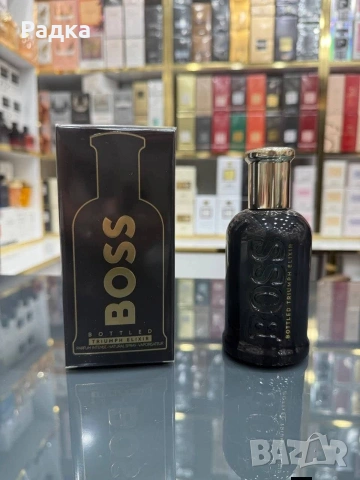 Радка
BOSS
BOTTLED
TRIUMPH ELIXIR
BOSS
BOTTLED TRIUMPH ELIXIR
BAZAR